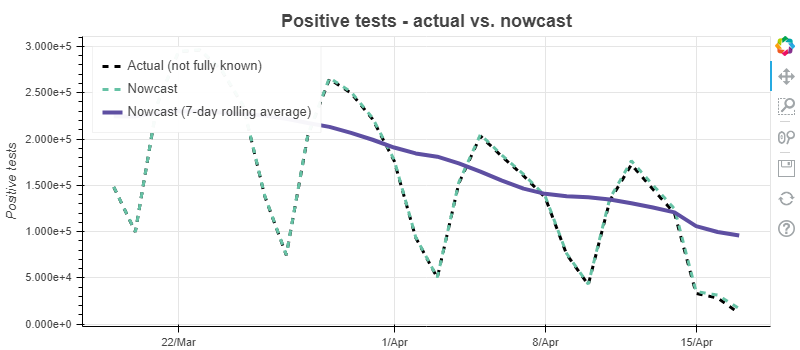 Positive tests - actual vs. nowcast
3.000e+5
2.500e+5
2.000e+5
1.500e+5
1.000e+5
5.000e+4
0.000e+0
Positive tests
Actual (not fully known)
Nowcast
Nowcast (7-day rolling average)
22/Mar
1/Apr
8/Apr
15/Apr